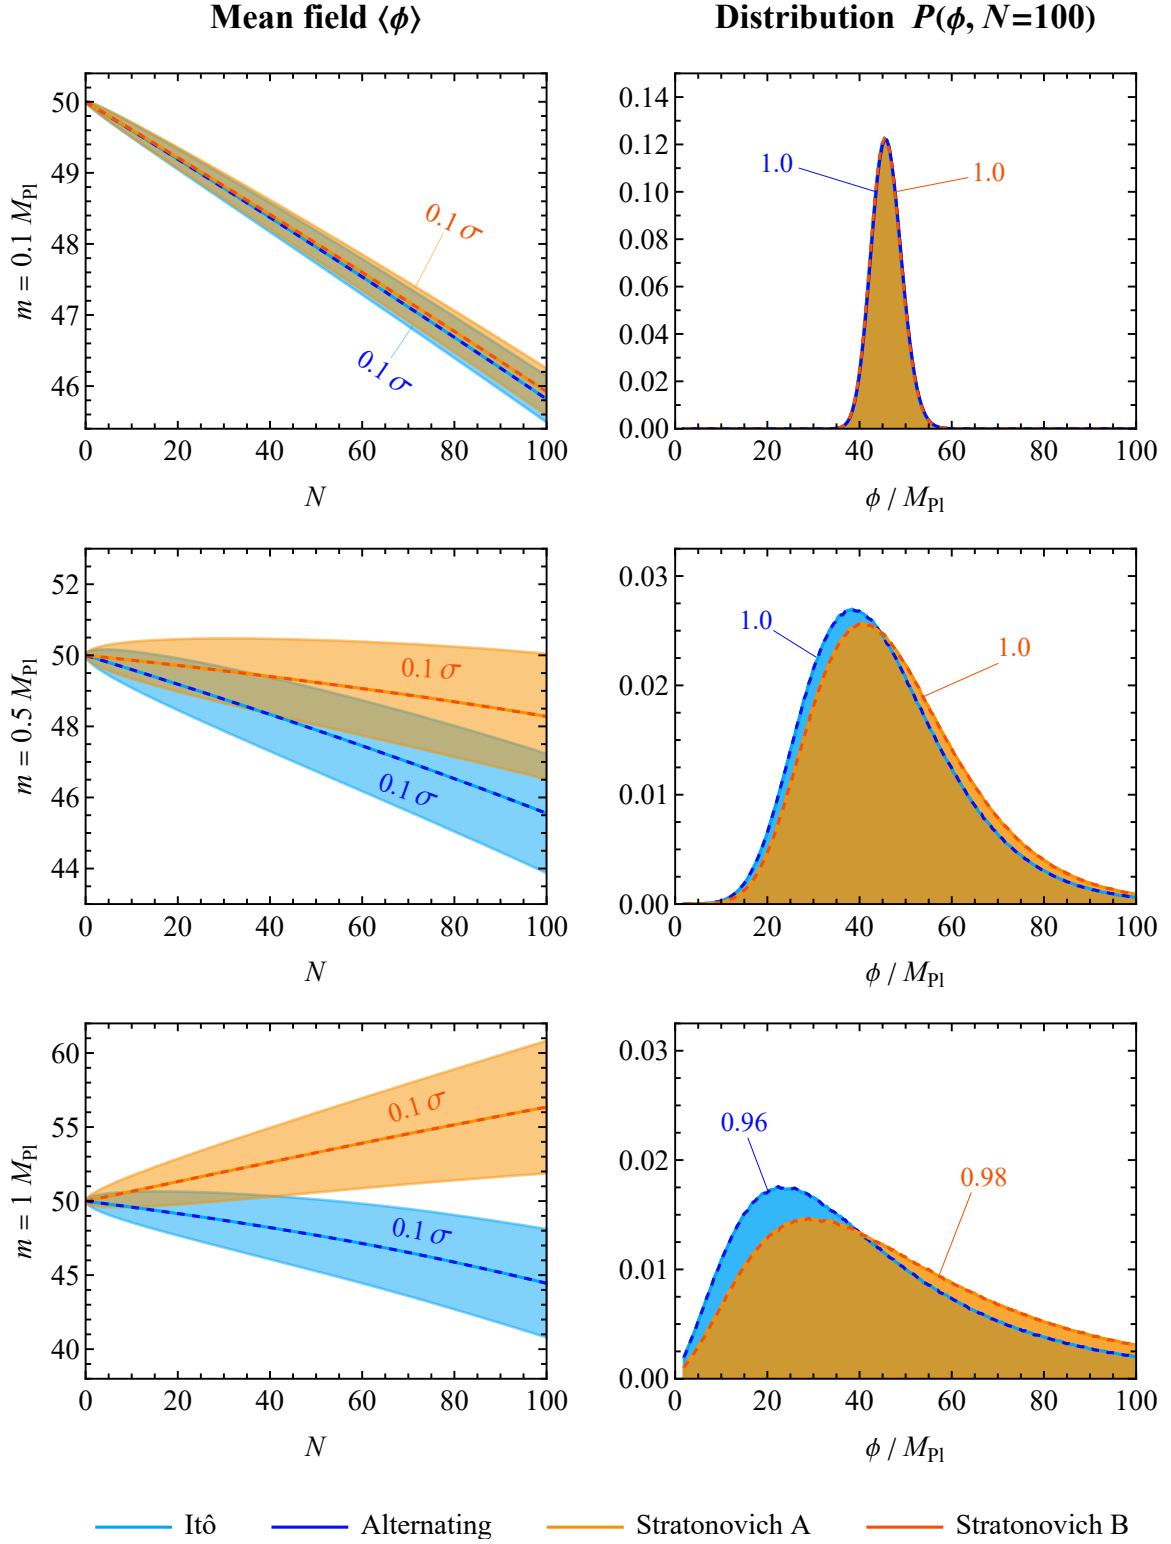 Mean field ⟨ϕ⟩
Distribution P(ϕ, N=100)
m = 0.1 M_Pl
50
49
48
47
46
0 20 40 60 80 100
N
0.1 σ
0.1 σ
0.14
0.12
0.10
0.08
0.06
0.04
0.02
0.00
0 20 40 60 80 100
ϕ / M_Pl
1.0
1.0
m = 0.5 M_Pl
52
50
48
46
44
0 20 40 60 80 100
N
0.1 σ
0.1 σ
0.03
0.02
0.01
0.00
0 20 40 60 80 100
ϕ / M_Pl
1.0
1.0
m = 1 M_Pl
60
55
50
45
40
0 20 40 60 80 100
N
0.1 σ
0.1 σ
0.03
0.02
0.01
0.00
0 20 40 60 80 100
ϕ / M_Pl
0.96
0.98
Itô Alternating Stratonovich A Stratonovich B